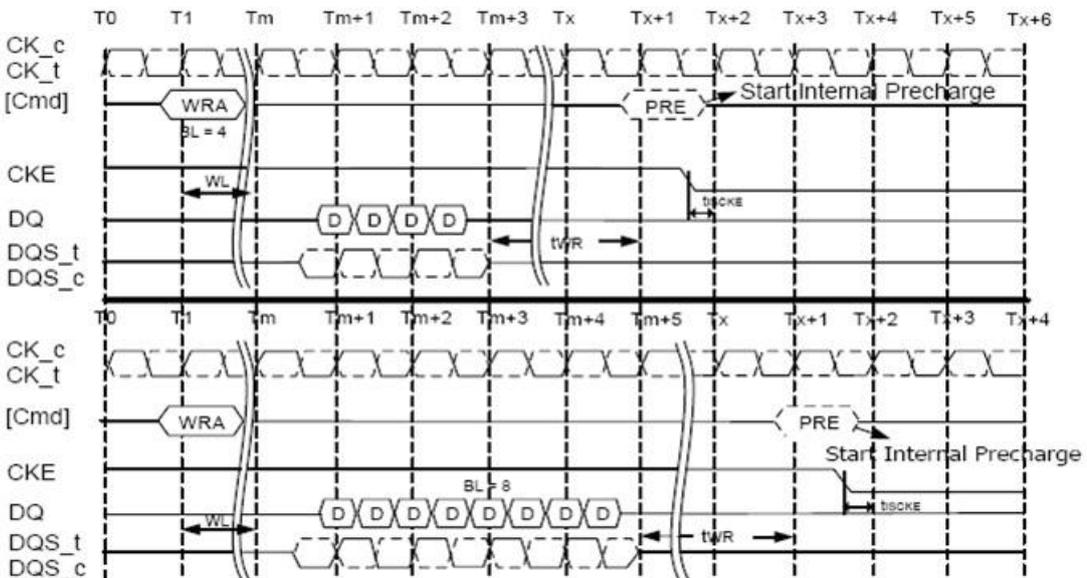 T0 T1 Tm Tm+1 Tm+2 Tm+3 Tx Tx+1 Tx+2 Tx+3 Tx+4 Tx+5 Tx+6
CK_c
CK_t
[Cmd] WRA PRE Start Internal Precharge
BL = 4
CKE
WL
tISCKE
DQ D D D D
tWR
DQS_t
DQS_c
T0 T1 Tm Tm+1 Tm+2 Tm+3 Tm+4 Tm+5 Tx Tx+1 Tx+2 Tx+3 Tx+4
CK_c
CK_t
[Cmd] WRA PRE
Start Internal Precharge
CKE
BL = 8
tISCKE
DQ D D D D D D D D
WL
tWR
DQS_t
DQS_c